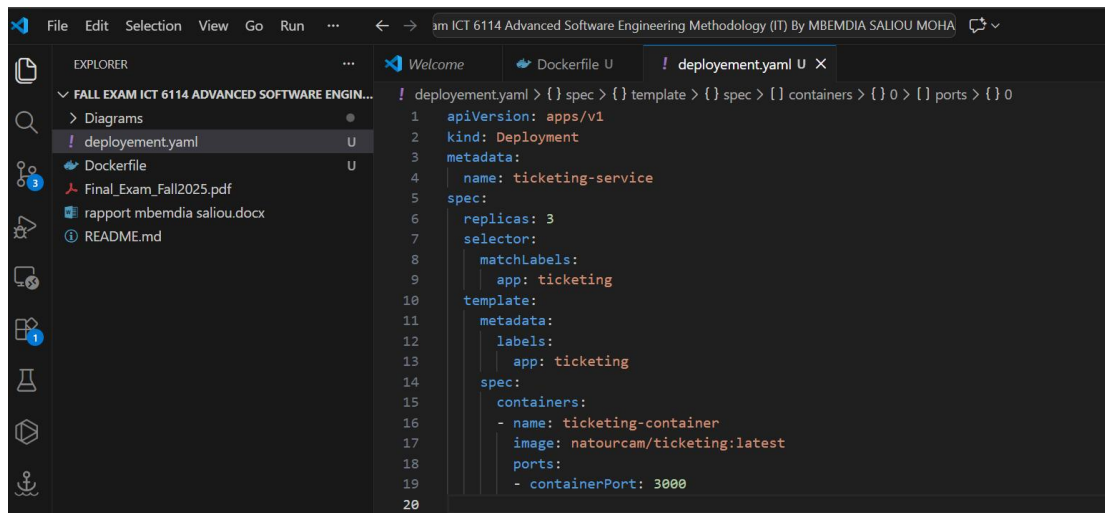 File Edit Selection View Go Run ··· ← → am ICT 6114 Advanced Software Engineering Methodology (IT) By MBEMDIA SALIOU MOHA
EXPLORER ···
Welcome Dockerfile U ! deployement.yaml U ×
FALL EXAM ICT 6114 ADVANCED SOFTWARE ENGIN...
! deployement.yaml > {} spec > {} template > {} spec > [] containers > {} 0 > [] ports > {} 0
> Diagrams
! deployement.yaml U
Dockerfile U
Final_Exam_Fall2025.pdf
rapport mbemdia saliou.docx
README.md
3
1
1 apiVersion: apps/v1
2 kind: Deployment
3 metadata:
4 name: ticketing-service
5 spec:
6 replicas: 3
7 selector:
8 matchLabels:
9 app: ticketing
10 template:
11 metadata:
12 labels:
13 app: ticketing
14 spec:
15 containers:
16 - name: ticketing-container
17 image: natourcam/ticketing:latest
18 ports:
19 - containerPort: 3000
20